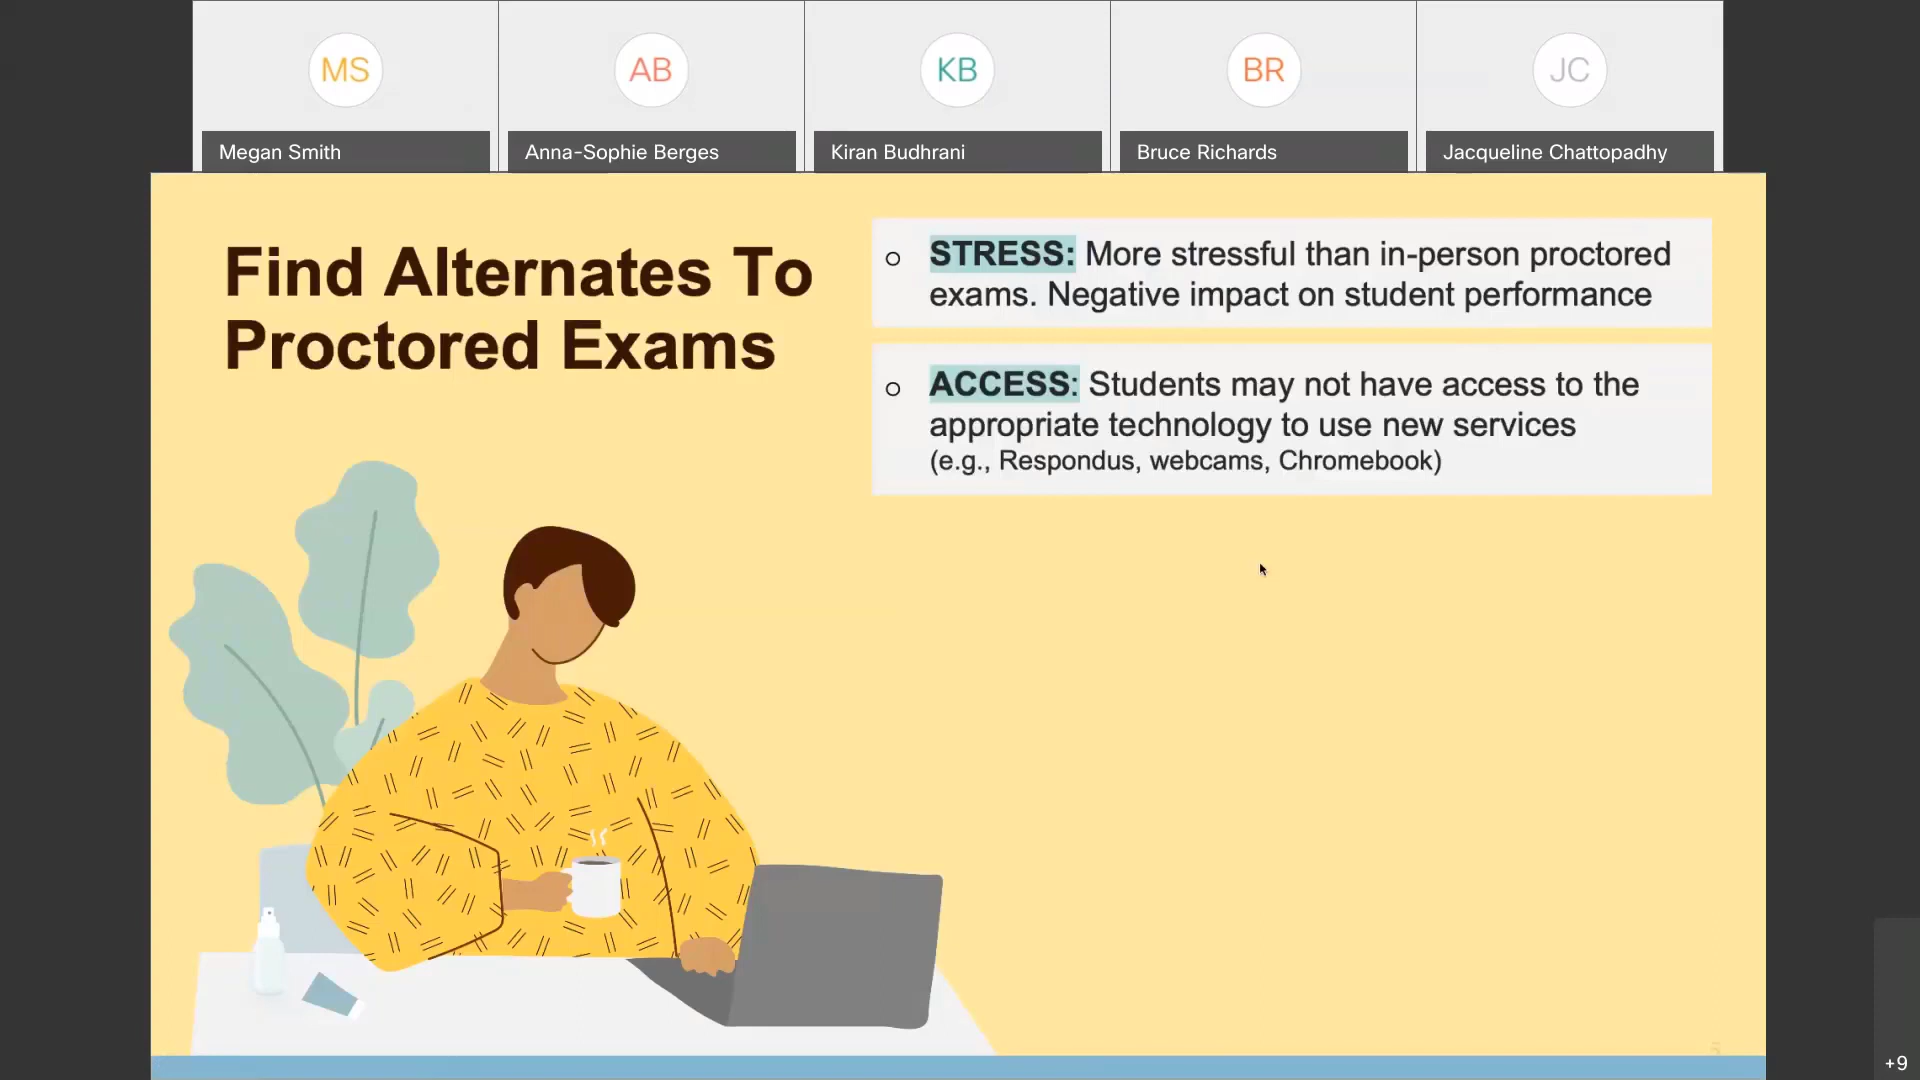 MS
AB
KB
BR
JC
Megan Smith
Anna-Sophie Berges
Kiran Budhrani
Bruce Richards
Jacqueline Chattopadhy
Find Alternates To
Proctored Exams
o STRESS: More stressful than in-person proctored
exams. Negative impact on student performance
o ACCESS: Students may not have access to the
appropriate technology to use new services
(e.g., Respondus, webcams, Chromebook)
5
+9